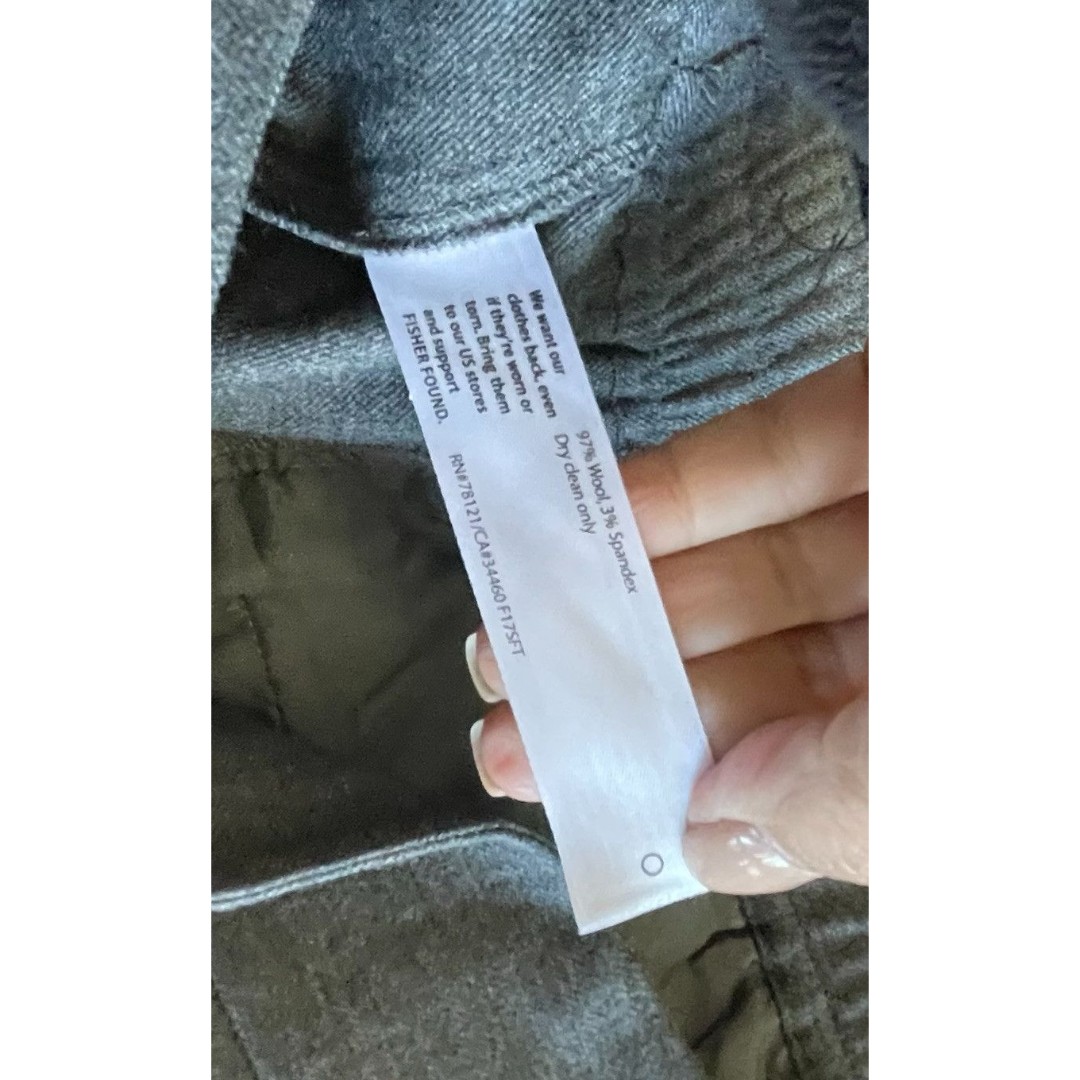 We want our
clothes back, even
if they're worn or
torn. Bring them
to our US stores
and support
FISHER FOUND.
97% Wool, 3% Spandex
Dry clean only
RN#78121/CA#34460 F17SFT